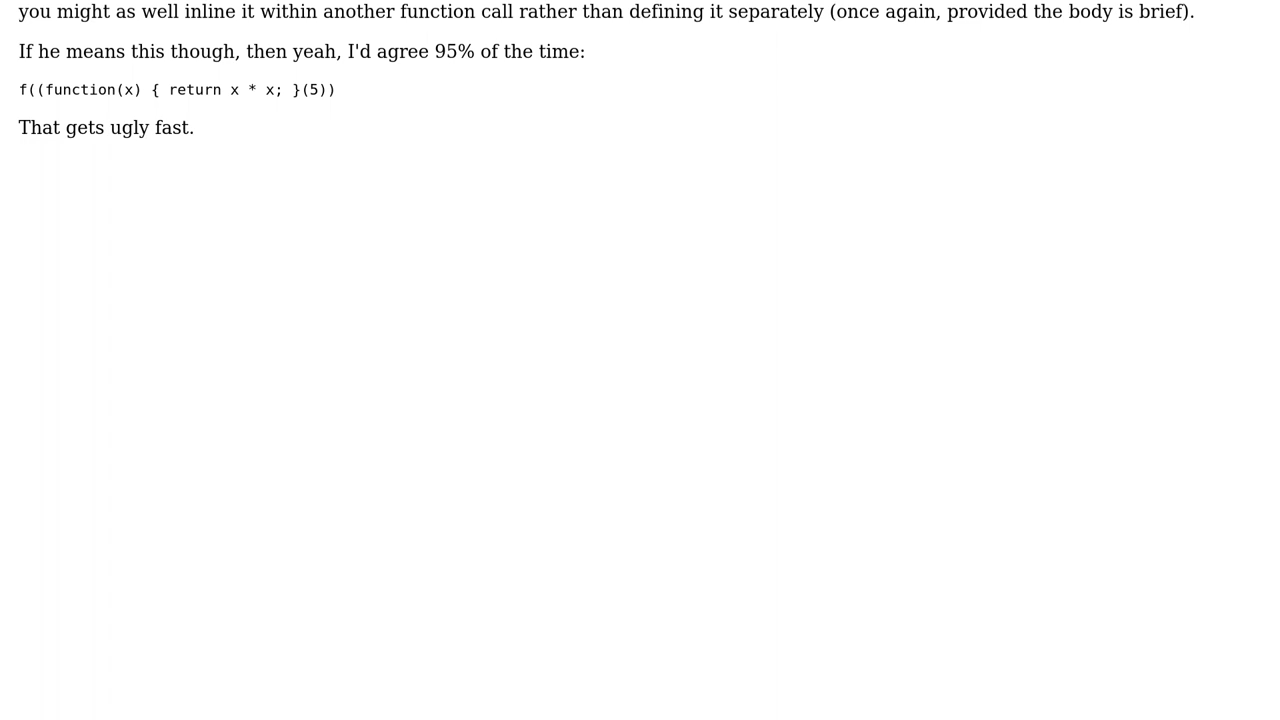 you might as well inline it within another function call rather than defining it separately (once again, provided the body is brief).
If he means this though, then yeah, I'd agree 95% of the time:
f((function(x) { return x * x; }(5))
That gets ugly fast.